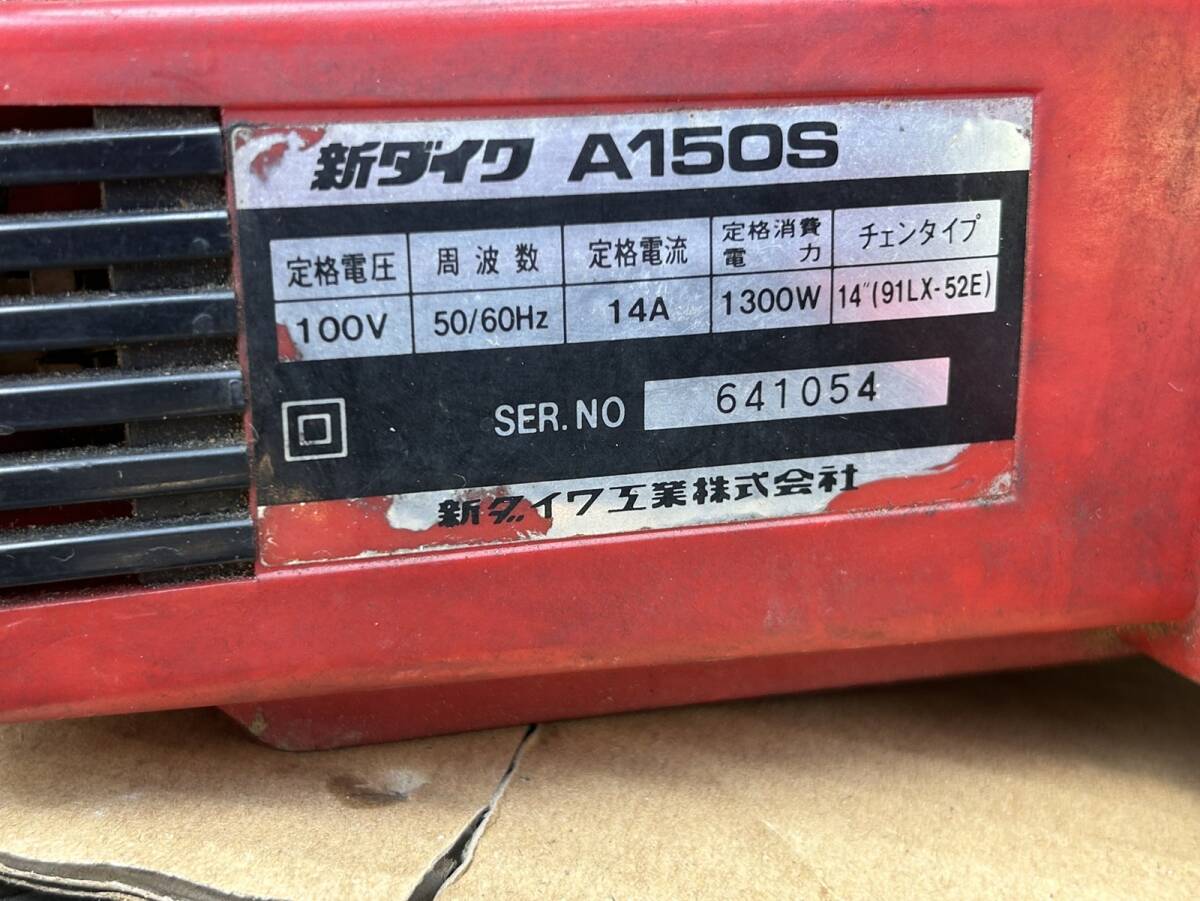 新ダイワ A150S
定格電圧 周波数 定格電流 定格消費電力 チェンタイプ
100V 50/60Hz 14A 1300W 14"(91LX-52E)
SER.NO 641054
新ダイワ工業株式会社